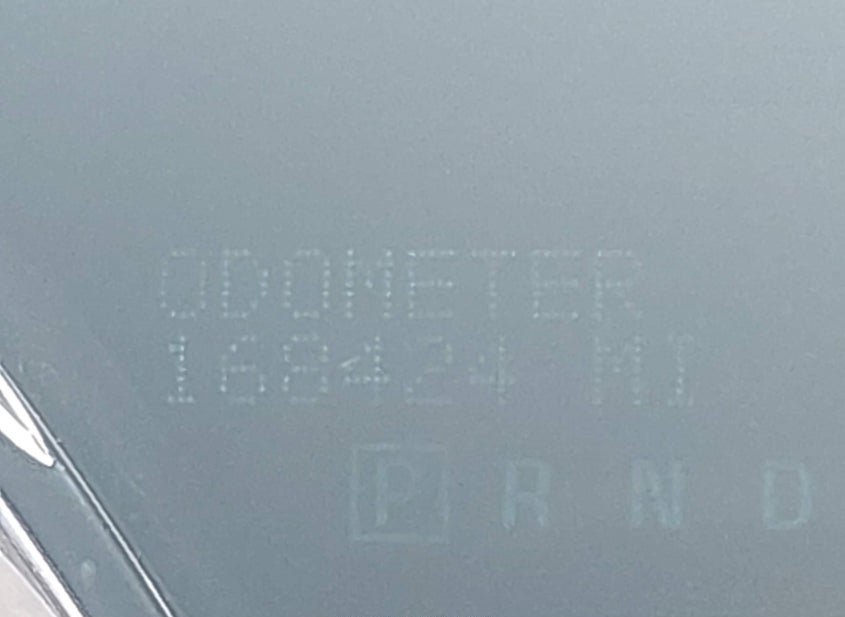 ODOMETER
168424 MI
P R N D